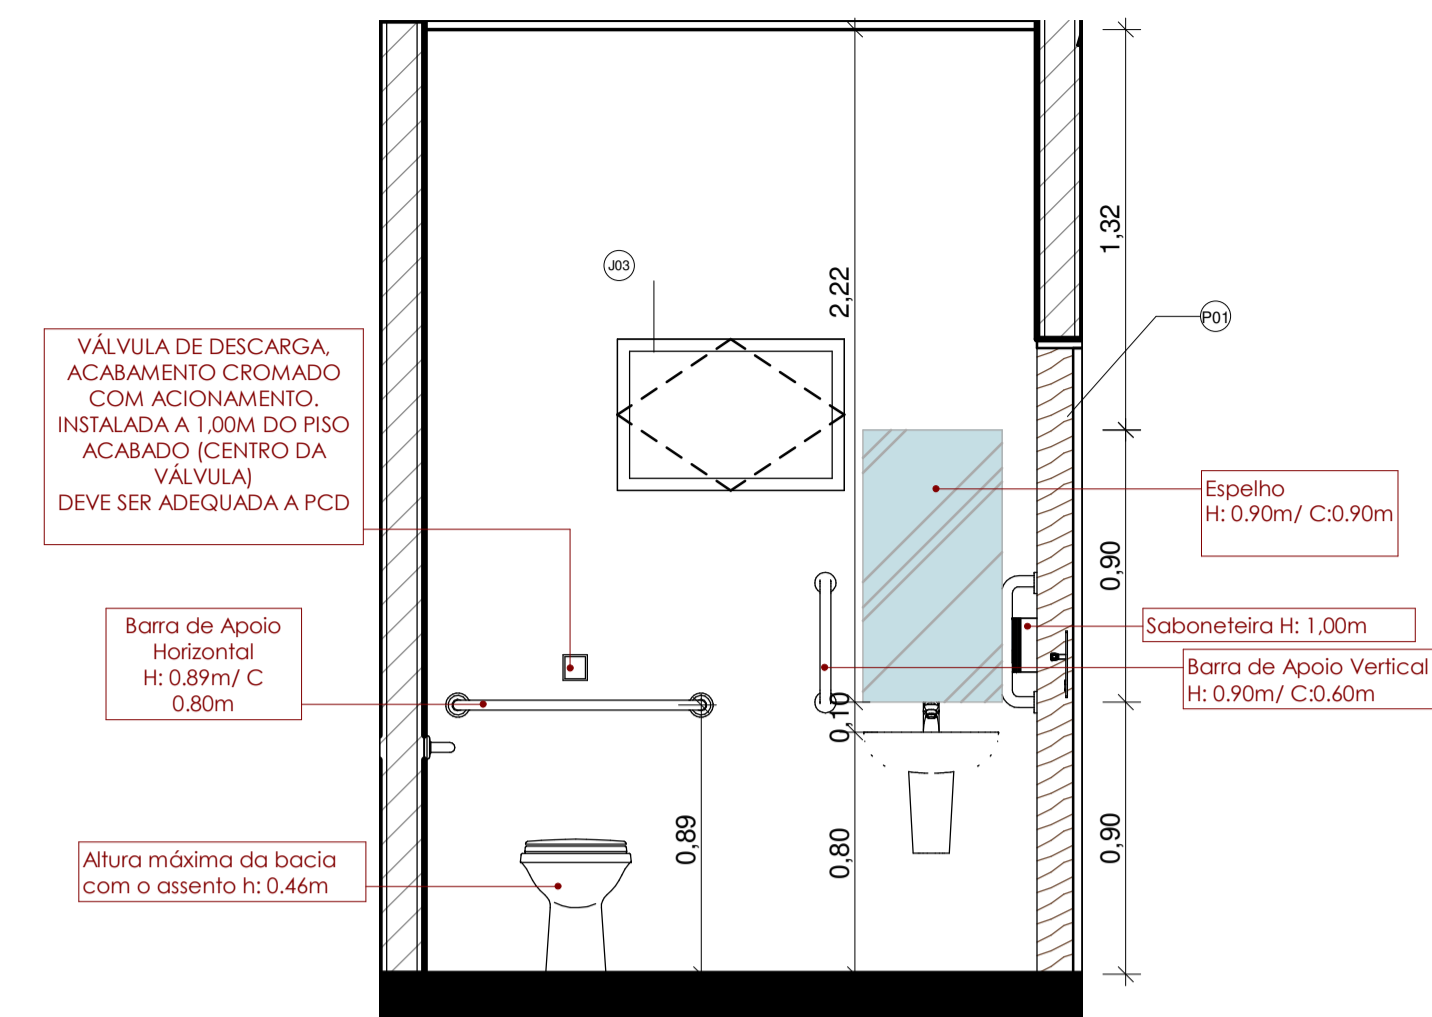 1,32
2,22
J03
P01
VÁLVULA DE DESCARGA,
ACABAMENTO CROMADO
COM ACIONAMENTO.
INSTALADA A 1,00M DO PISO
ACABADO (CENTRO DA
VÁLVULA)
DEVE SER ADEQUADA A PCD
Espelho
H: 0.90m/ C:0.90m
0,90
Barra de Apoio
Horizontal
H: 0.89m/ C
0.80m
Saboneteira H: 1,00m
Barra de Apoio Vertical
H: 0.90m/ C:0.60m
0,10
Altura máxima da bacia
com o assento h: 0.46m
0,89
0,80
0,90